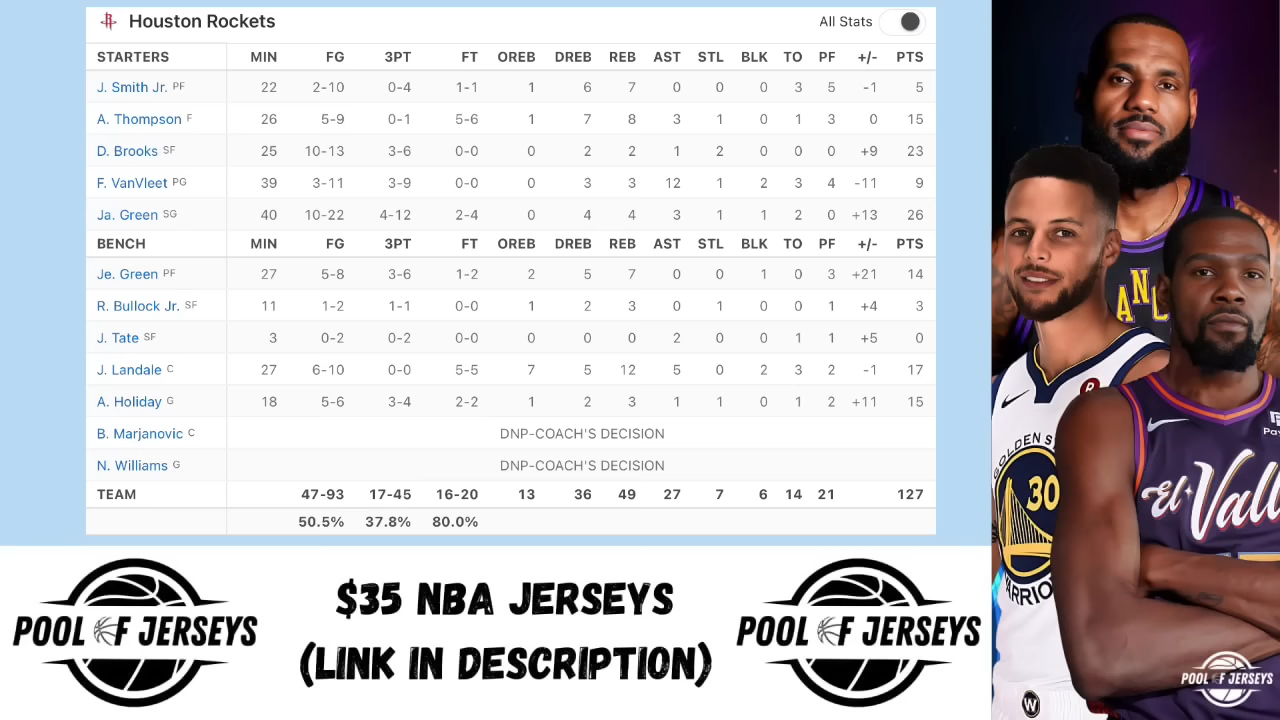 Houston Rockets All Stats
STARTERS MIN FG 3PT FT OREB DREB REB AST STL BLK TO PF +/- PTS
J. Smith Jr. PF 22 2-10 0-4 1-1 1 6 7 0 0 0 3 5 -1 5
A. Thompson F 26 5-9 0-1 5-6 1 7 8 3 1 0 1 3 0 15
D. Brooks SF 25 10-13 3-6 0-0 0 2 2 1 2 0 0 0 +9 23
F. VanVleet PG 39 3-11 3-9 0-0 0 3 3 12 1 2 3 4 -11 9
Ja. Green SG 40 10-22 4-12 2-4 0 4 4 3 1 1 2 0 +13 26
BENCH MIN FG 3PT FT OREB DREB REB AST STL BLK TO PF +/- PTS
Je. Green PF 27 5-8 3-6 1-2 2 5 7 0 0 1 0 3 +21 14
R. Bullock Jr. SF 11 1-2 1-1 0-0 1 2 3 0 1 0 0 1 +4 3
J. Tate SF 3 0-2 0-2 0-0 0 0 0 2 0 0 1 1 +5 0
J. Landale C 27 6-10 0-0 5-5 7 5 12 5 0 2 3 2 -1 17
A. Holiday G 18 5-6 3-4 2-2 1 2 3 1 1 0 1 2 +11 15
B. Marjanovic C DNP-COACH'S DECISION
N. Williams G DNP-COACH'S DECISION
TEAM 47-93 17-45 16-20 13 36 49 27 7 6 14 21 127
50.5% 37.8% 80.0%
POOL OF JERSEYS
$35 NBA JERSEYS
(LINK IN DESCRIPTION)
POOL OF JERSEYS
ANG
R
GOLDEN S
30
ARRIO
W
Pay
El Vall
POOL OF JERSEYS